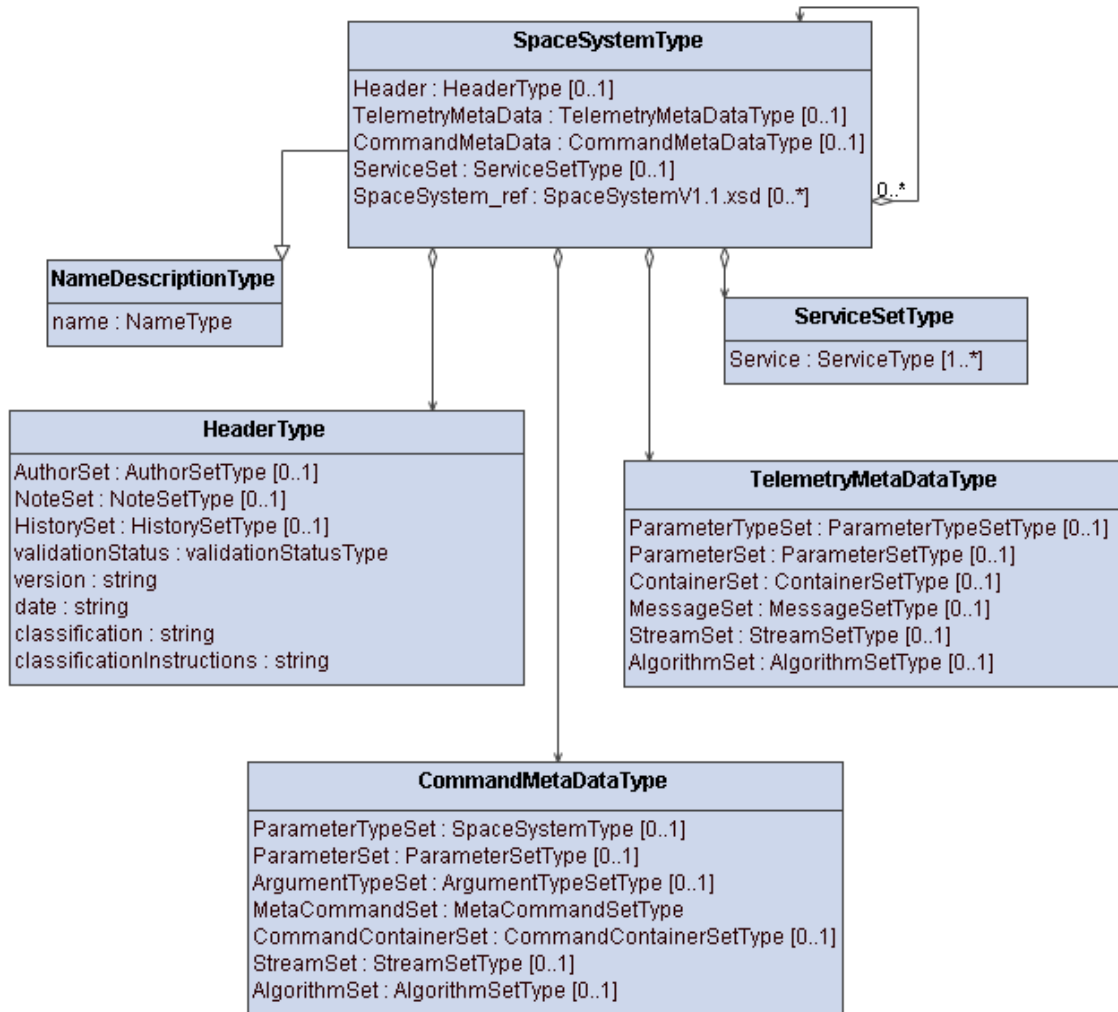 SpaceSystemType
Header : HeaderType [0..1]
TelemetryMetaData : TelemetryMetaDataType [0..1]
CommandMetaData : CommandMetaDataType [0..1]
ServiceSet : ServiceSetType [0..1]
SpaceSystem_ref : SpaceSystemV1.1.xsd [0..*]
0..*
NameDescriptionType
name : NameType
ServiceSetType
Service : ServiceType [1..*]
HeaderType
AuthorSet : AuthorSetType [0..1]
NoteSet : NoteSetType [0..1]
HistorySet : HistorySetType [0..1]
validationStatus : validationStatusType
version : string
date : string
classification : string
classificationInstructions : string
TelemetryMetaDataType
ParameterTypeSet : ParameterTypeSetType [0..1]
ParameterSet : ParameterSetType [0..1]
ContainerSet : ContainerSetType [0..1]
MessageSet : MessageSetType [0..1]
StreamSet : StreamSetType [0..1]
AlgorithmSet : AlgorithmSetType [0..1]
CommandMetaDataType
ParameterTypeSet : SpaceSystemType [0..1]
ParameterSet : ParameterSetType [0..1]
ArgumentTypeSet : ArgumentTypeSetType [0..1]
MetaCommandSet : MetaCommandSetType
CommandContainerSet : CommandContainerSetType [0..1]
StreamSet : StreamSetType [0..1]
AlgorithmSet : AlgorithmSetType [0..1]